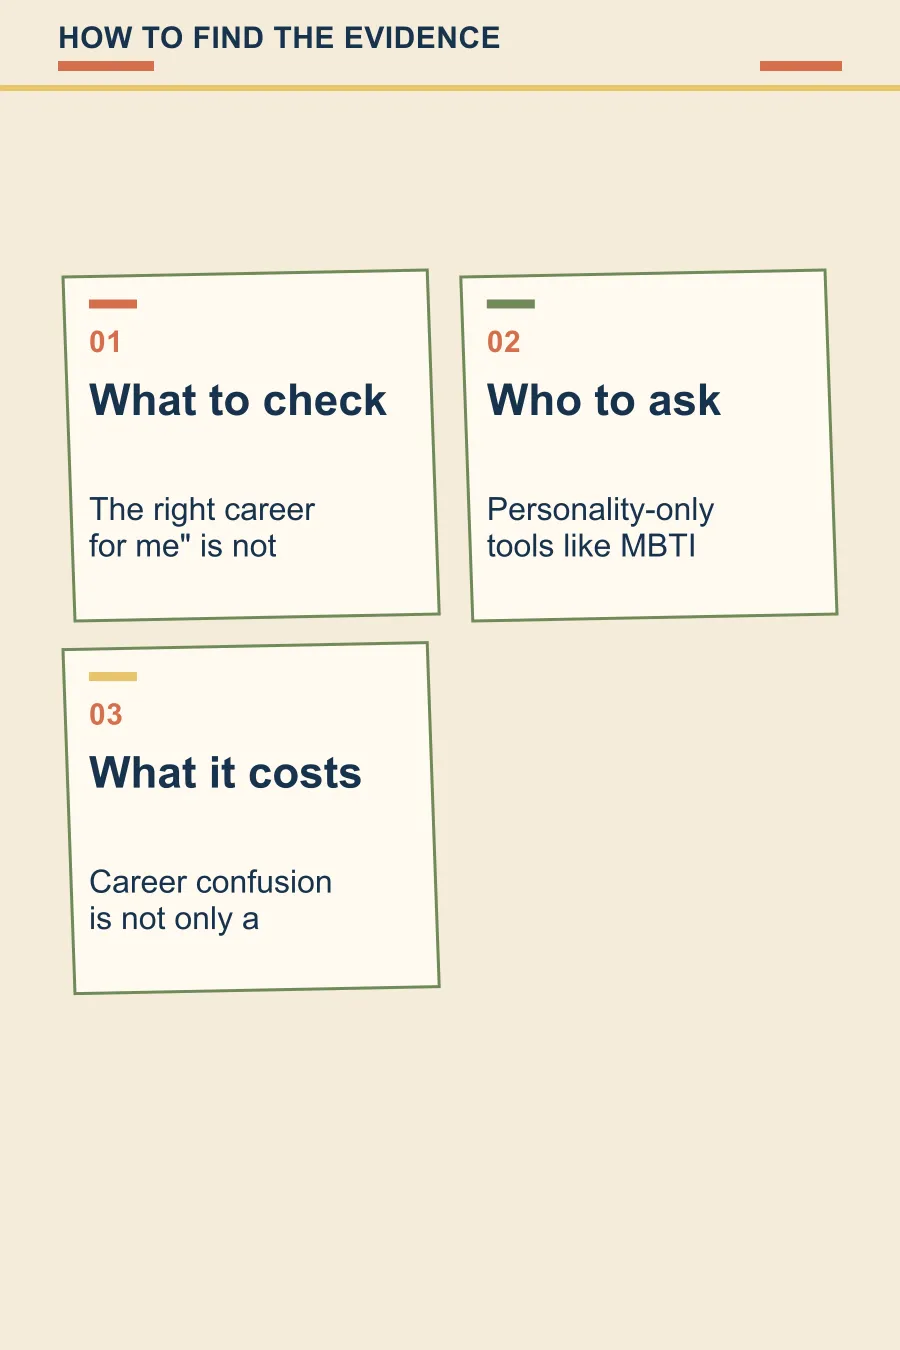 HOW TO FIND THE EVIDENCE
01
What to check
The right career
for me" is not
02
Who to ask
Personality-only
tools like MBTI
03
What it costs
Career confusion
is not only a